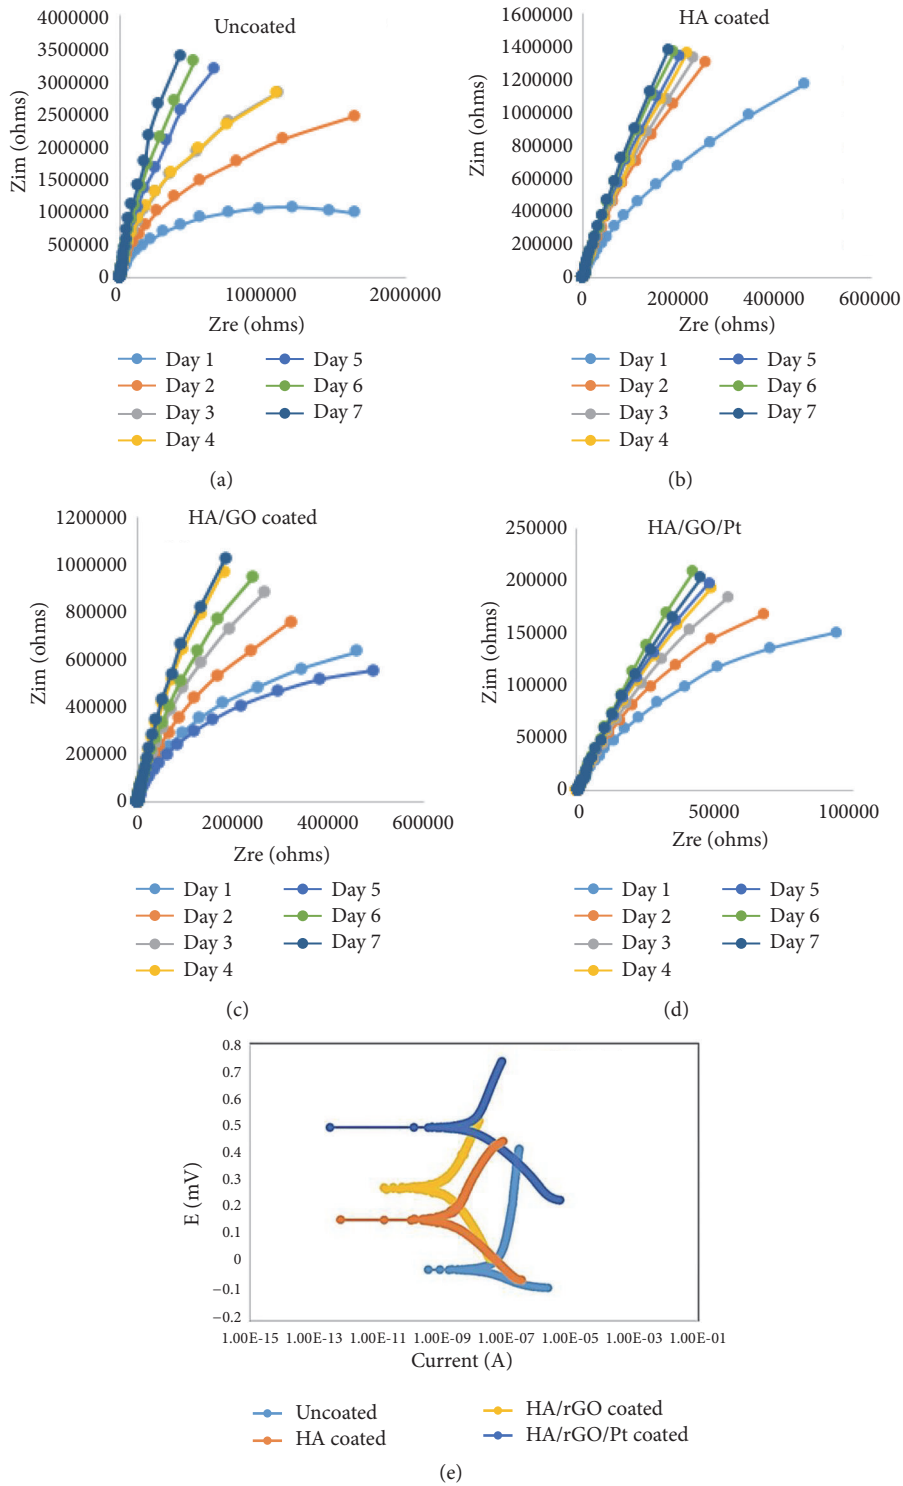 Uncoated
4000000
3500000
3000000
2500000
2000000
1500000
1000000
500000
0
Zim (ohms)
0 1000000 2000000
Zre (ohms)
Day 1 Day 5
Day 2 Day 6
Day 3 Day 7
Day 4
(a)
HA coated
1600000
1400000
1200000
1000000
800000
600000
400000
200000
0
Zim (ohms)
0 200000 400000 600000
Zre (ohms)
Day 1 Day 5
Day 2 Day 6
Day 3 Day 7
Day 4
(b)
HA/GO coated
1200000
1000000
800000
600000
400000
200000
0
Zim (ohms)
0 200000 400000 600000
Zre (ohms)
Day 1 Day 5
Day 2 Day 6
Day 3 Day 7
Day 4
(c)
HA/GO/Pt
250000
200000
150000
100000
50000
0
Zim (ohms)
0 50000 100000
Zre (ohms)
Day 1 Day 5
Day 2 Day 6
Day 3 Day 7
Day 4
(d)
0.8
0.7
0.6
0.5
0.4
0.3
0.2
0.1
0
−0.1
−0.2
E (mV)
1.00E-15 1.00E-13 1.00E-11 1.00E-09 1.00E-07 1.00E-05 1.00E-03 1.00E-01
Current (A)
Uncoated HA/rGO coated
HA coated HA/rGO/Pt coated
(e)